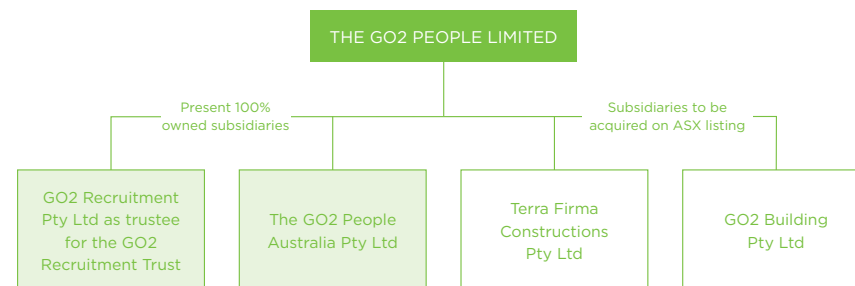 THE GO2 PEOPLE LIMITED
Present 100%
owned subsidiaries
Subsidiaries to be
acquired on ASX listing
GO2 Recruitment
Pty Ltd as trustee
for the GO2
Recruitment Trust
The GO2 People
Australia Pty Ltd
Terra Firma
Constructions
Pty Ltd
GO2 Building
Pty Ltd